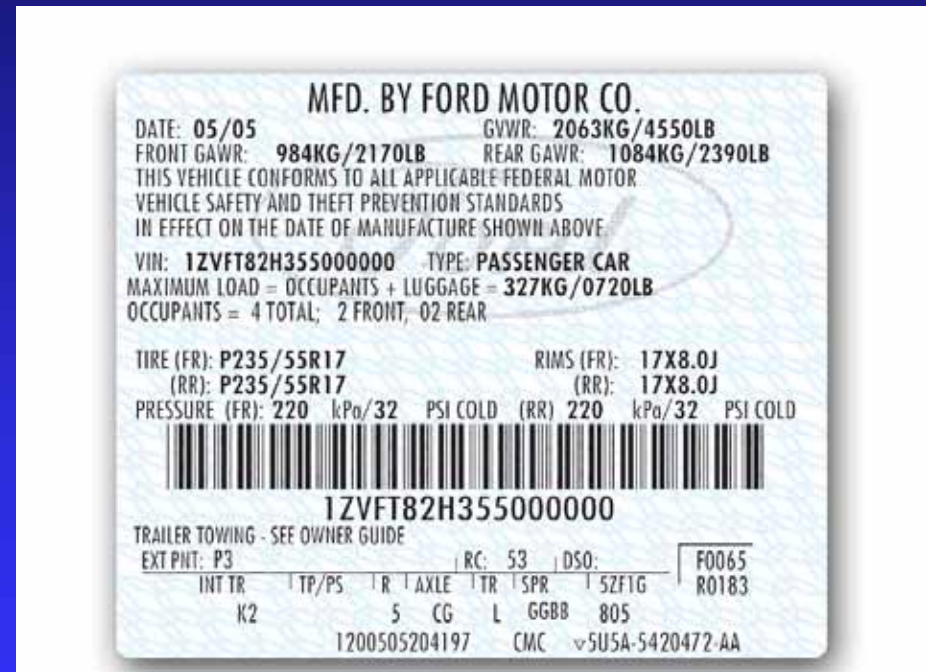 MFD. BY FORD MOTOR CO.
DATE: 05/05 GVWR: 2063KG/4550LB
FRONT GAWR: 984KG/2170LB REAR GAWR: 1084KG/2390LB
THIS VEHICLE CONFORMS TO ALL APPLICABLE FEDERAL MOTOR
VEHICLE SAFETY AND THEFT PREVENTION STANDARDS
IN EFFECT ON THE DATE OF MANUFACTURE SHOWN ABOVE.
VIN: 1ZVFT82H355000000 TYPE: PASSENGER CAR
MAXIMUM LOAD = OCCUPANTS + LUGGAGE = 327KG/0720LB
OCCUPANTS = 4 TOTAL; 2 FRONT, 02 REAR
TIRE (FR): P235/55R17 RIMS (FR): 17X8.0J
(RR): P235/55R17 (RR): 17X8.0J
PRESSURE (FR): 220 kPa/32 PSI COLD (RR) 220 kPa/32 PSI COLD
1ZVFT82H355000000
TRAILER TOWING - SEE OWNER GUIDE
EXT PNT: P3 RC: 53 DSO: F0065
INT TR TP/PS R AXLE TR SPR 5ZF1G R0183
K2 5 CG L GGBB 805
1200505204197 CMC ▽5U5A-5420472-AA